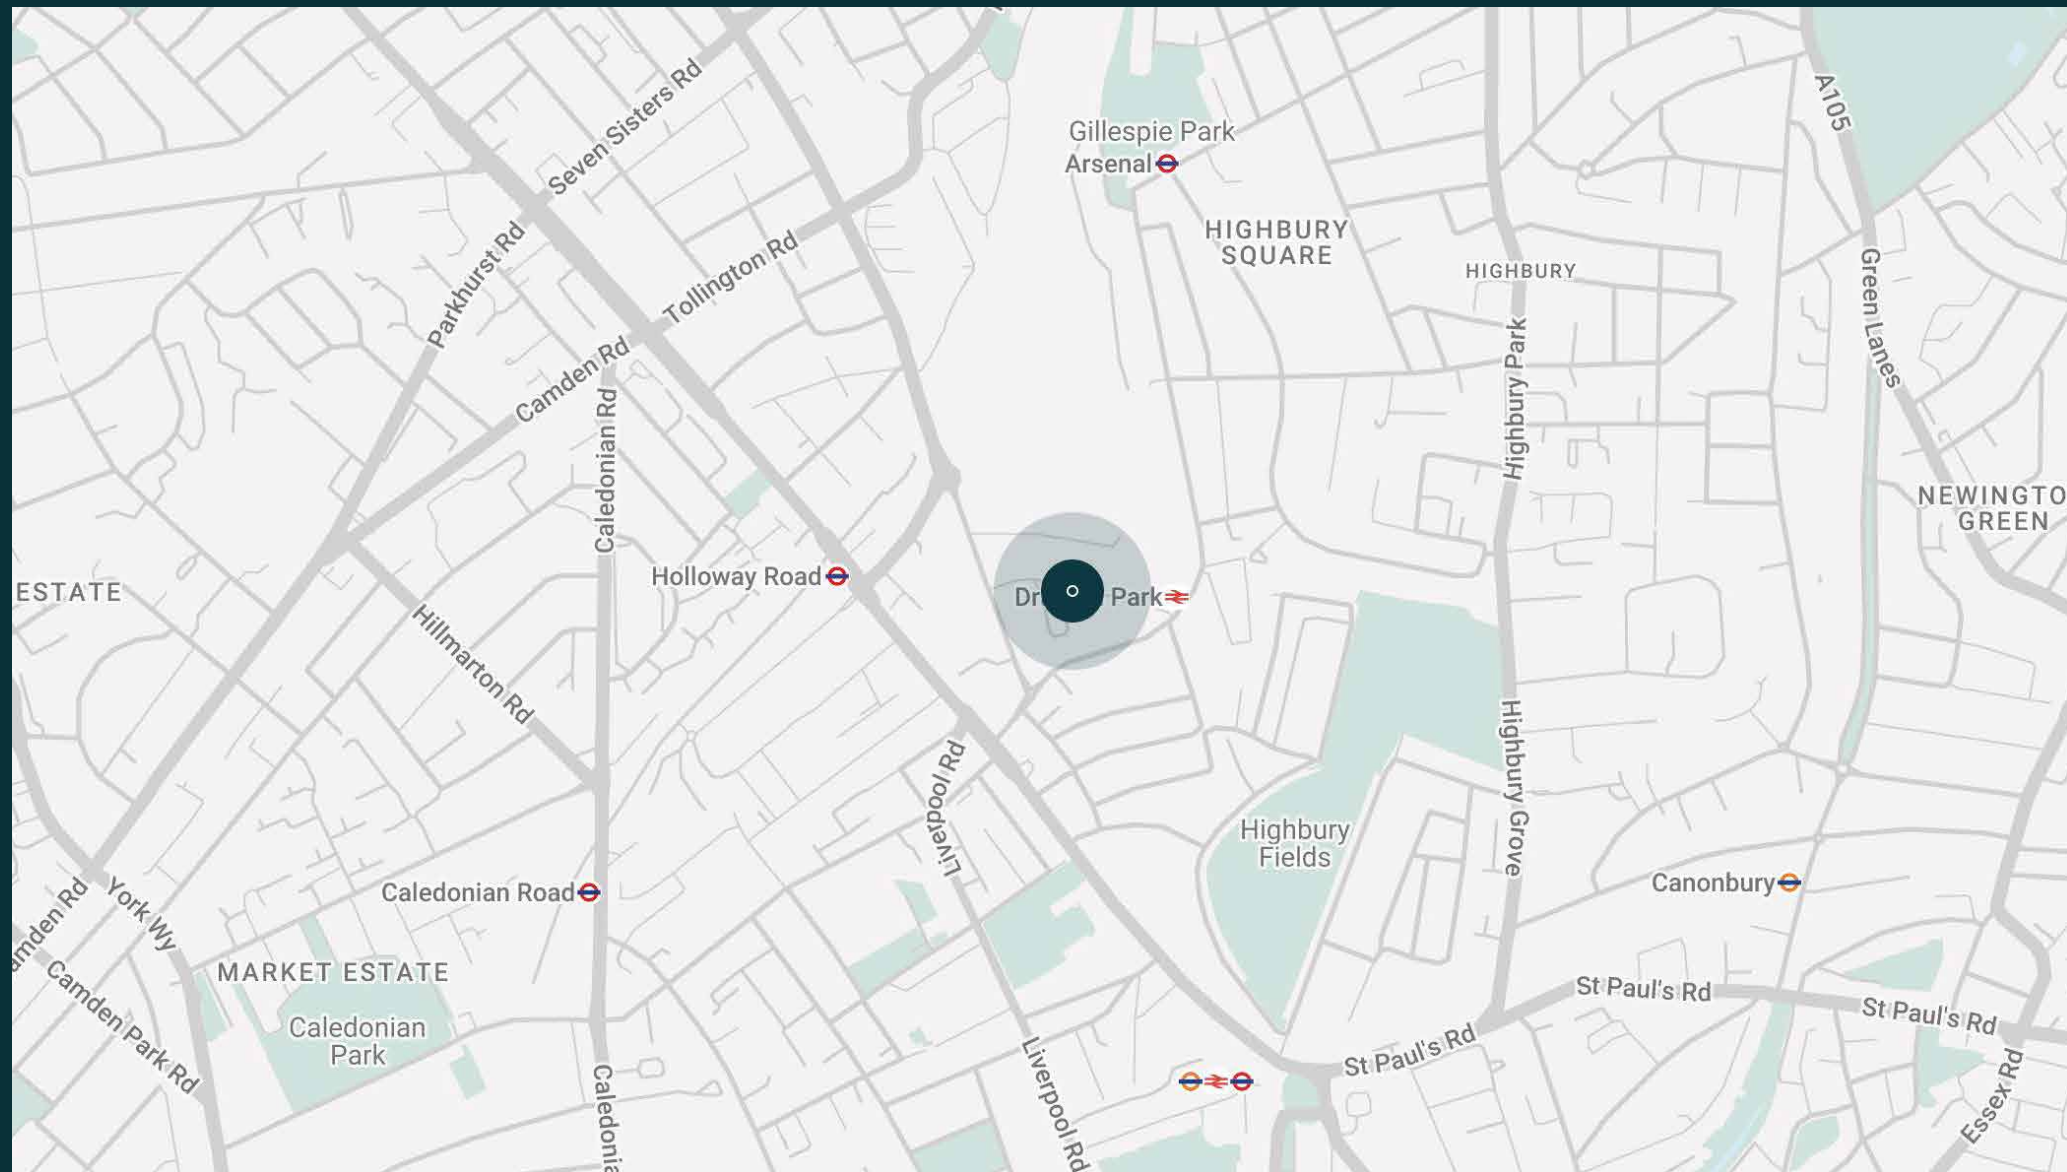 Seven Sisters Rd
A105
Gillespie Park
Arsenal
HIGHBURY
SQUARE
Parkhurst Rd
Tollington Rd
HIGHBURY
Green Lanes
Camden Rd
Highbury Park
Caledonian Rd
NEWINGTO
GREEN
Holloway Road
ESTATE
Park
Hillmarton Rd
Highbury Grove
Liverpool Rd
Highbury
Fields
Canonbury
Caledonian Road
amden Rd
York Wy
MARKET ESTATE
Camden Park Rd
Caledonian
Park
St Paul's Rd
St Paul's Rd
St Paul's Rd
Liverpool Rd
Caledonia
Essex Rd